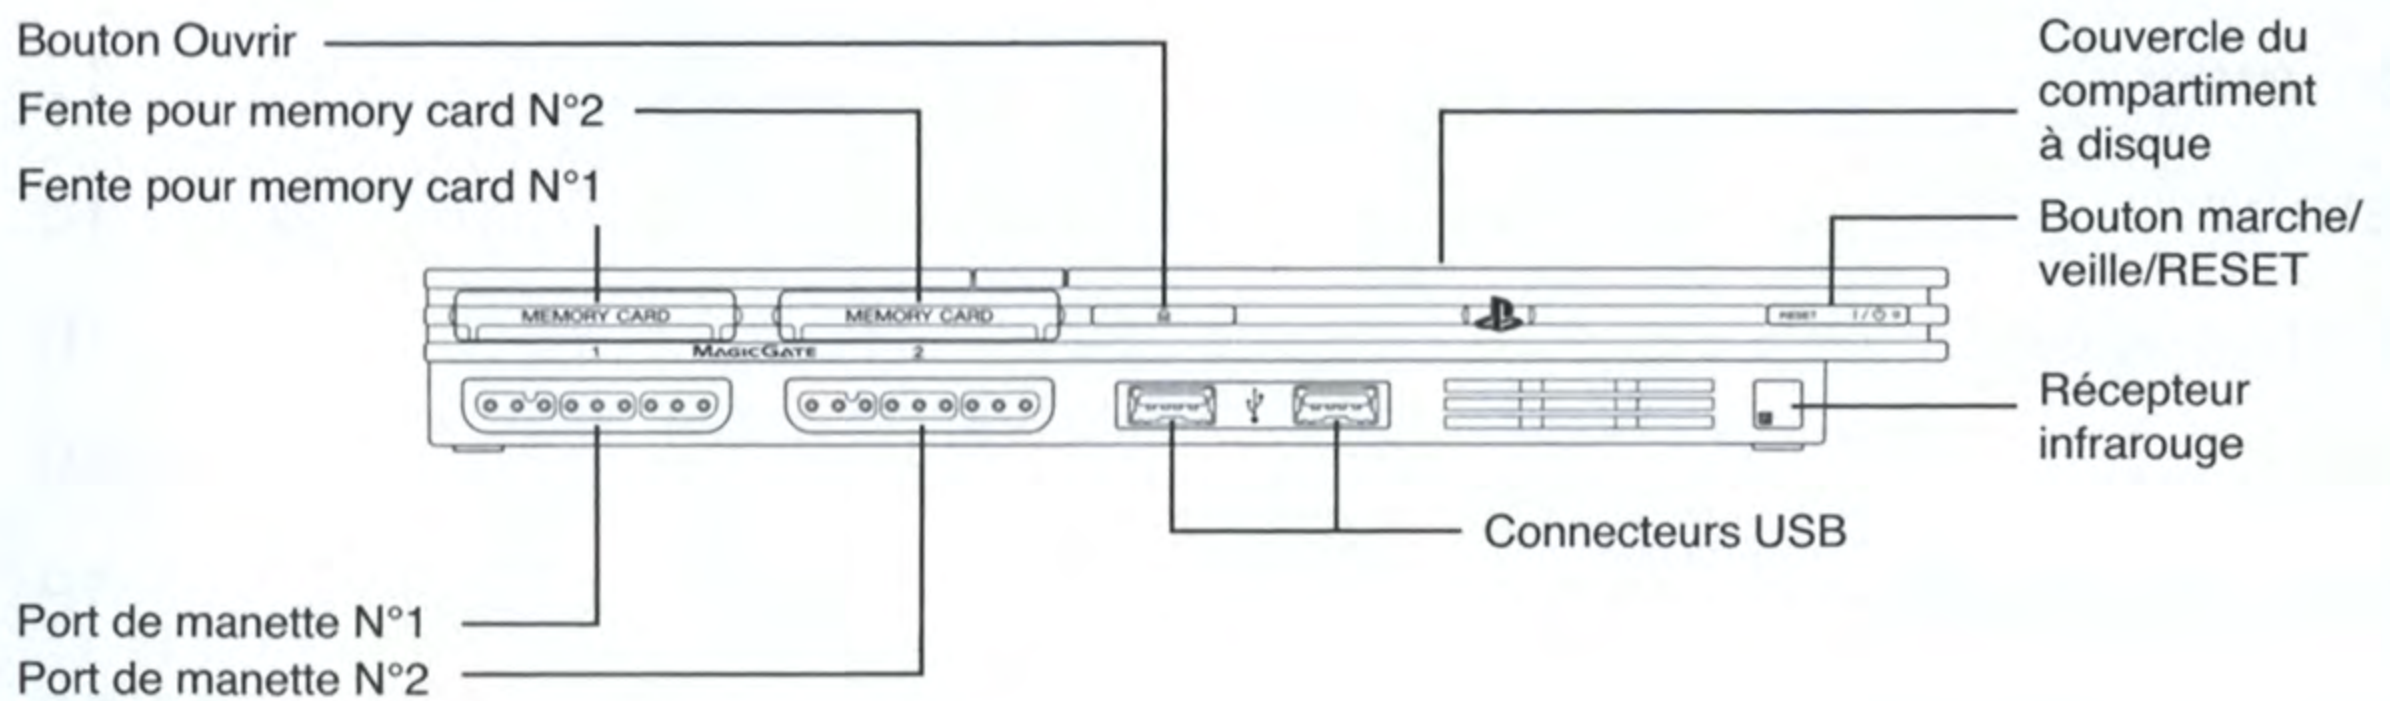 Bouton Ouvrir
Fente pour memory card N°2
Fente pour memory card N°1
Couvercle du
compartiment
à disque
Bouton marche/
veille/RESET
MEMORY CARD
MEMORY CARD
RESET
1
MAGICGATE
2
Récepteur
infrarouge
Connecteurs USB
Port de manette N°1
Port de manette N°2